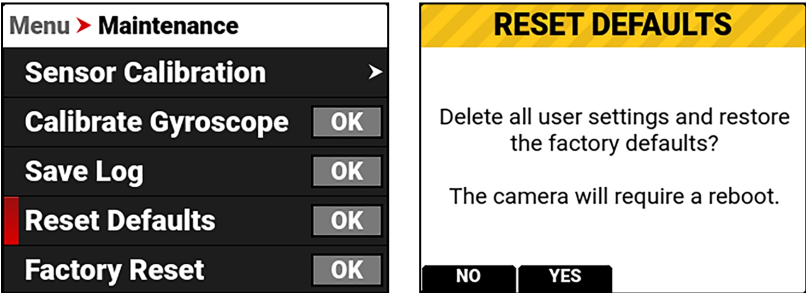 Menu > Maintenance
Sensor Calibration >
Calibrate Gyroscope OK
Save Log OK
Reset Defaults OK
Factory Reset OK
RESET DEFAULTS
Delete all user settings and restore
the factory defaults?
The camera will require a reboot.
NO YES